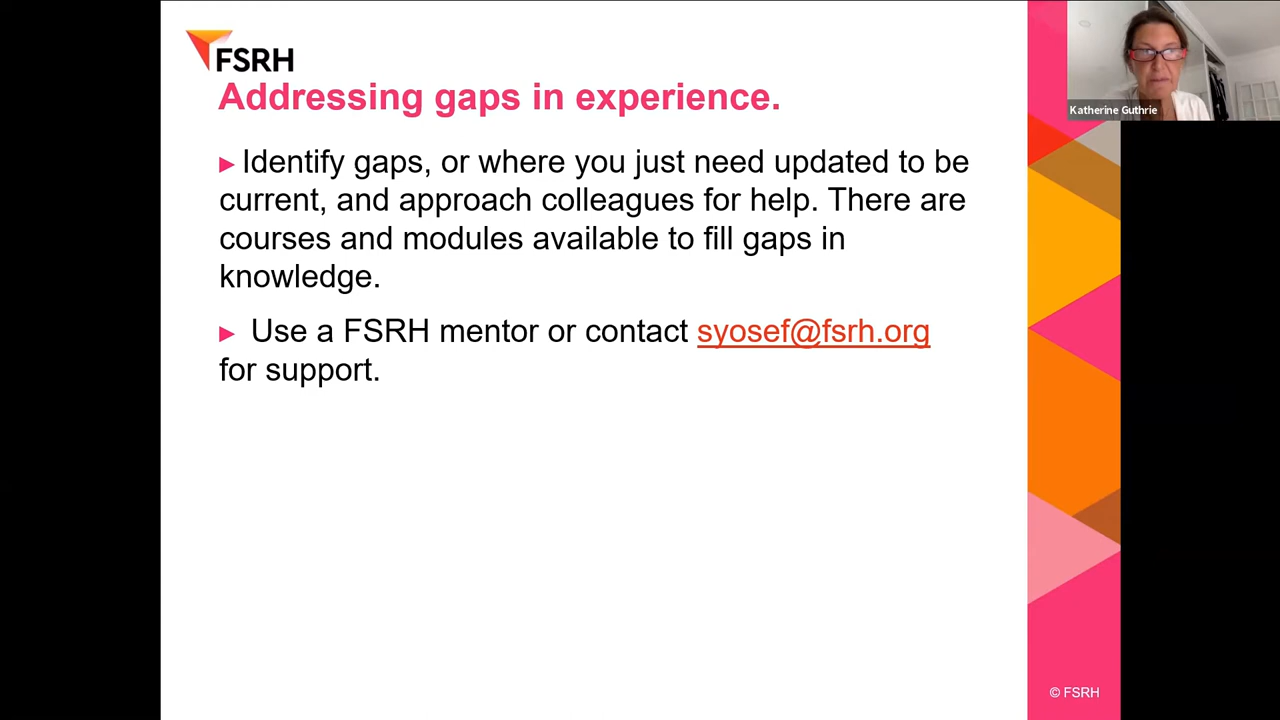 FSRH
Addressing gaps in experience.
►Identify gaps, or where you just need updated to be
current, and approach colleagues for help. There are
courses and modules available to fill gaps in
knowledge.
► Use a FSRH mentor or contact syosef@fsrh.org
for support.
Katherine Guthrie
© FSRH